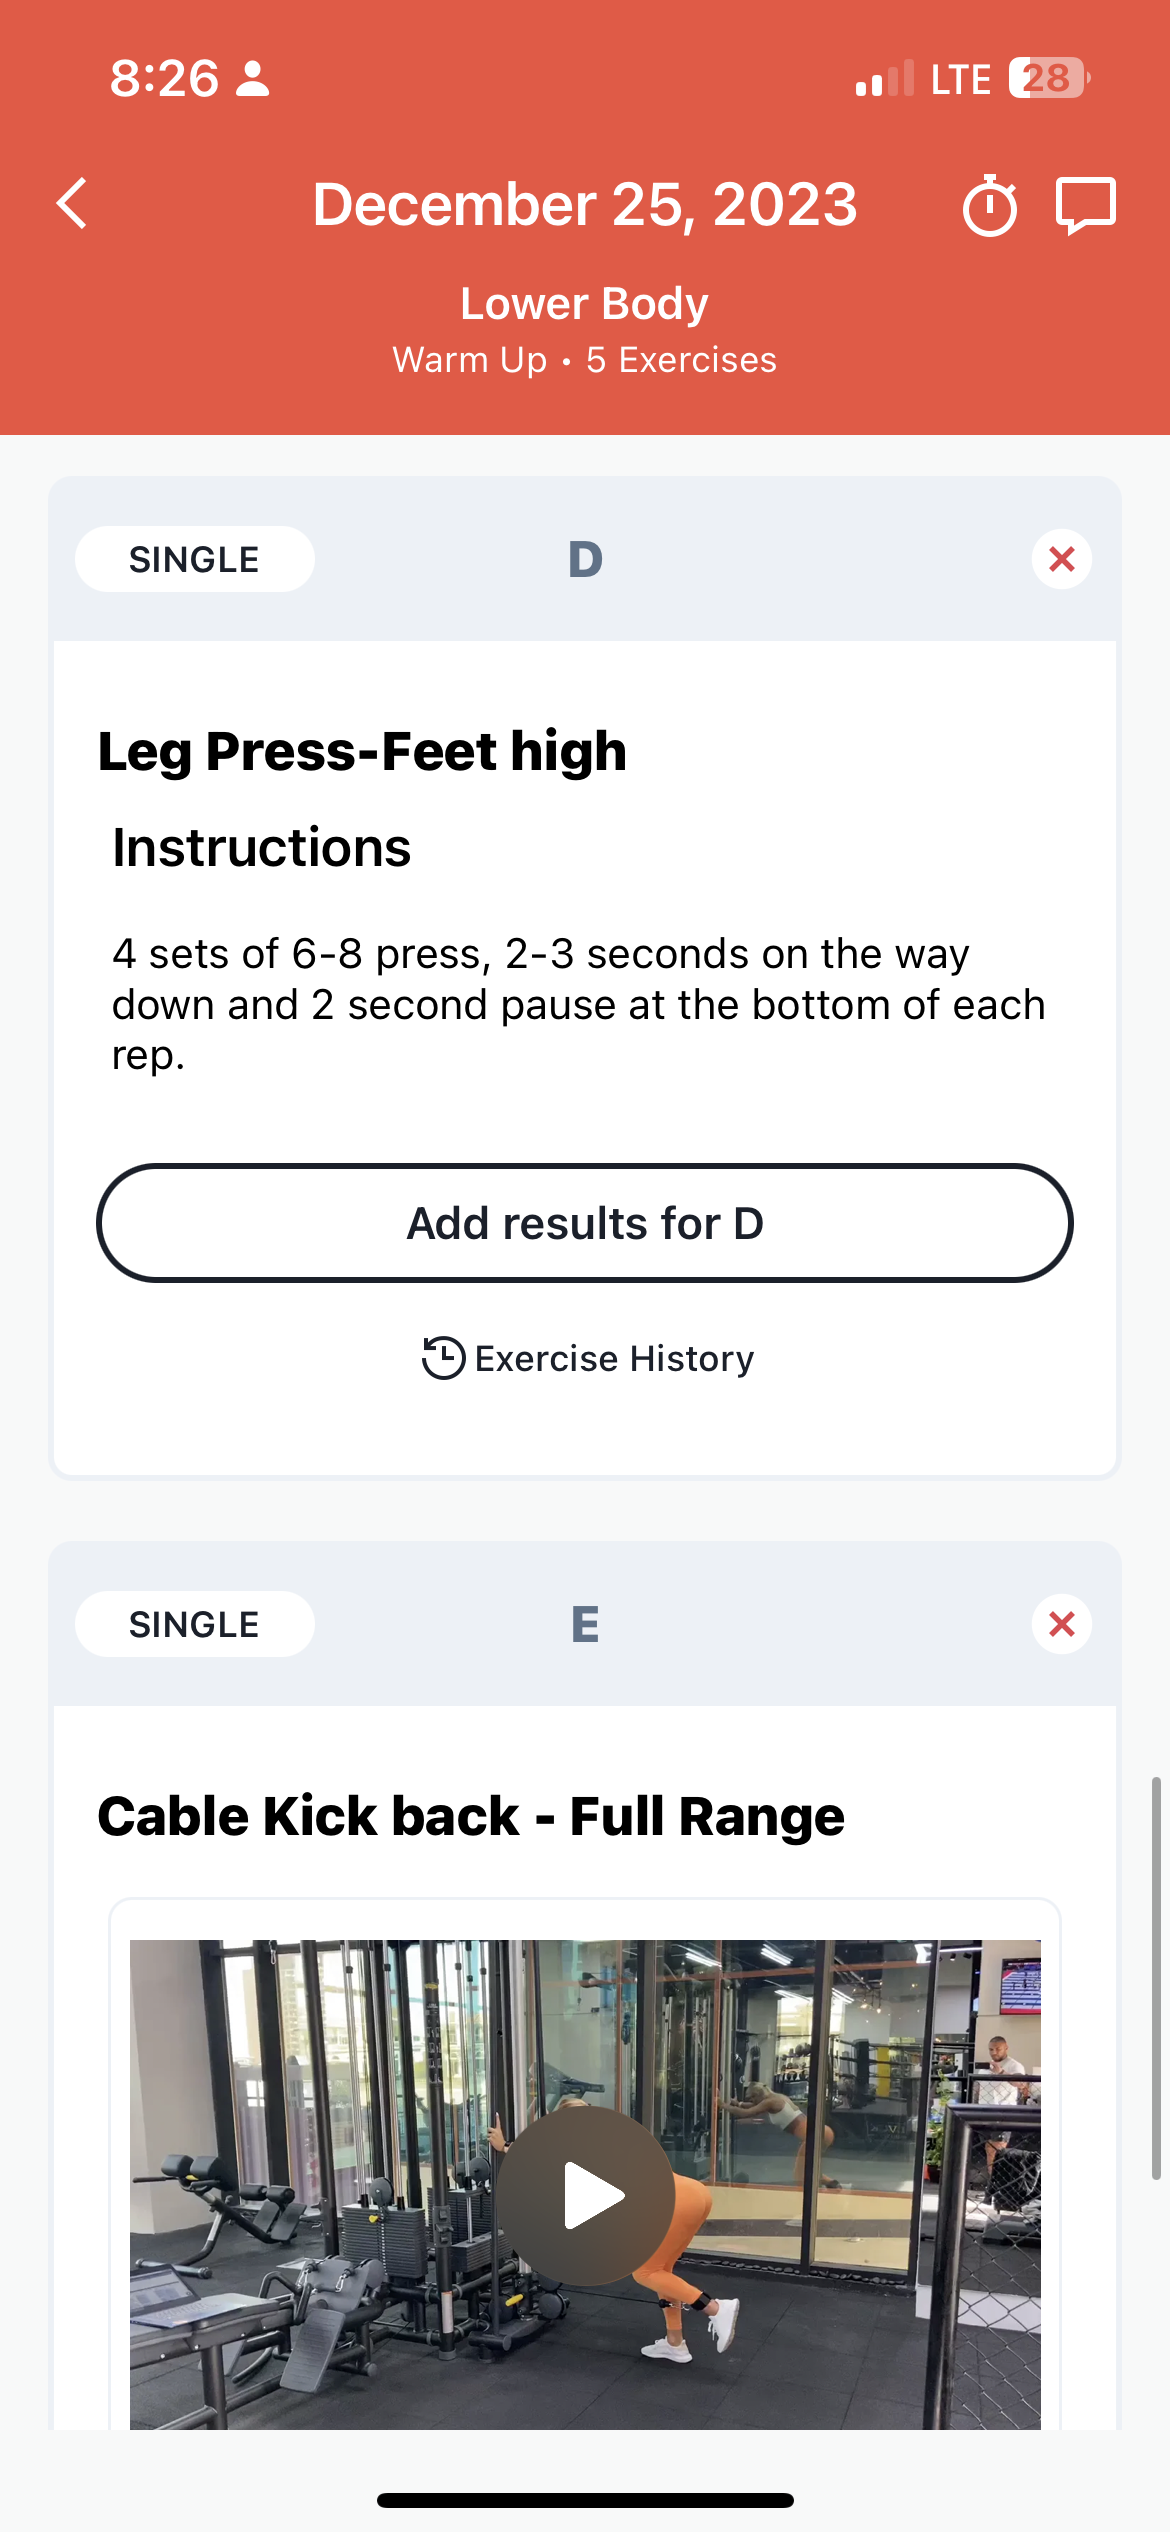 8:26
LTE 28
December 25, 2023
Lower Body
Warm Up • 5 Exercises
SINGLE
D
Leg Press-Feet high
Instructions
4 sets of 6-8 press, 2-3 seconds on the way
down and 2 second pause at the bottom of each
rep.
Add results for D
Exercise History
SINGLE
E
Cable Kick back - Full Range